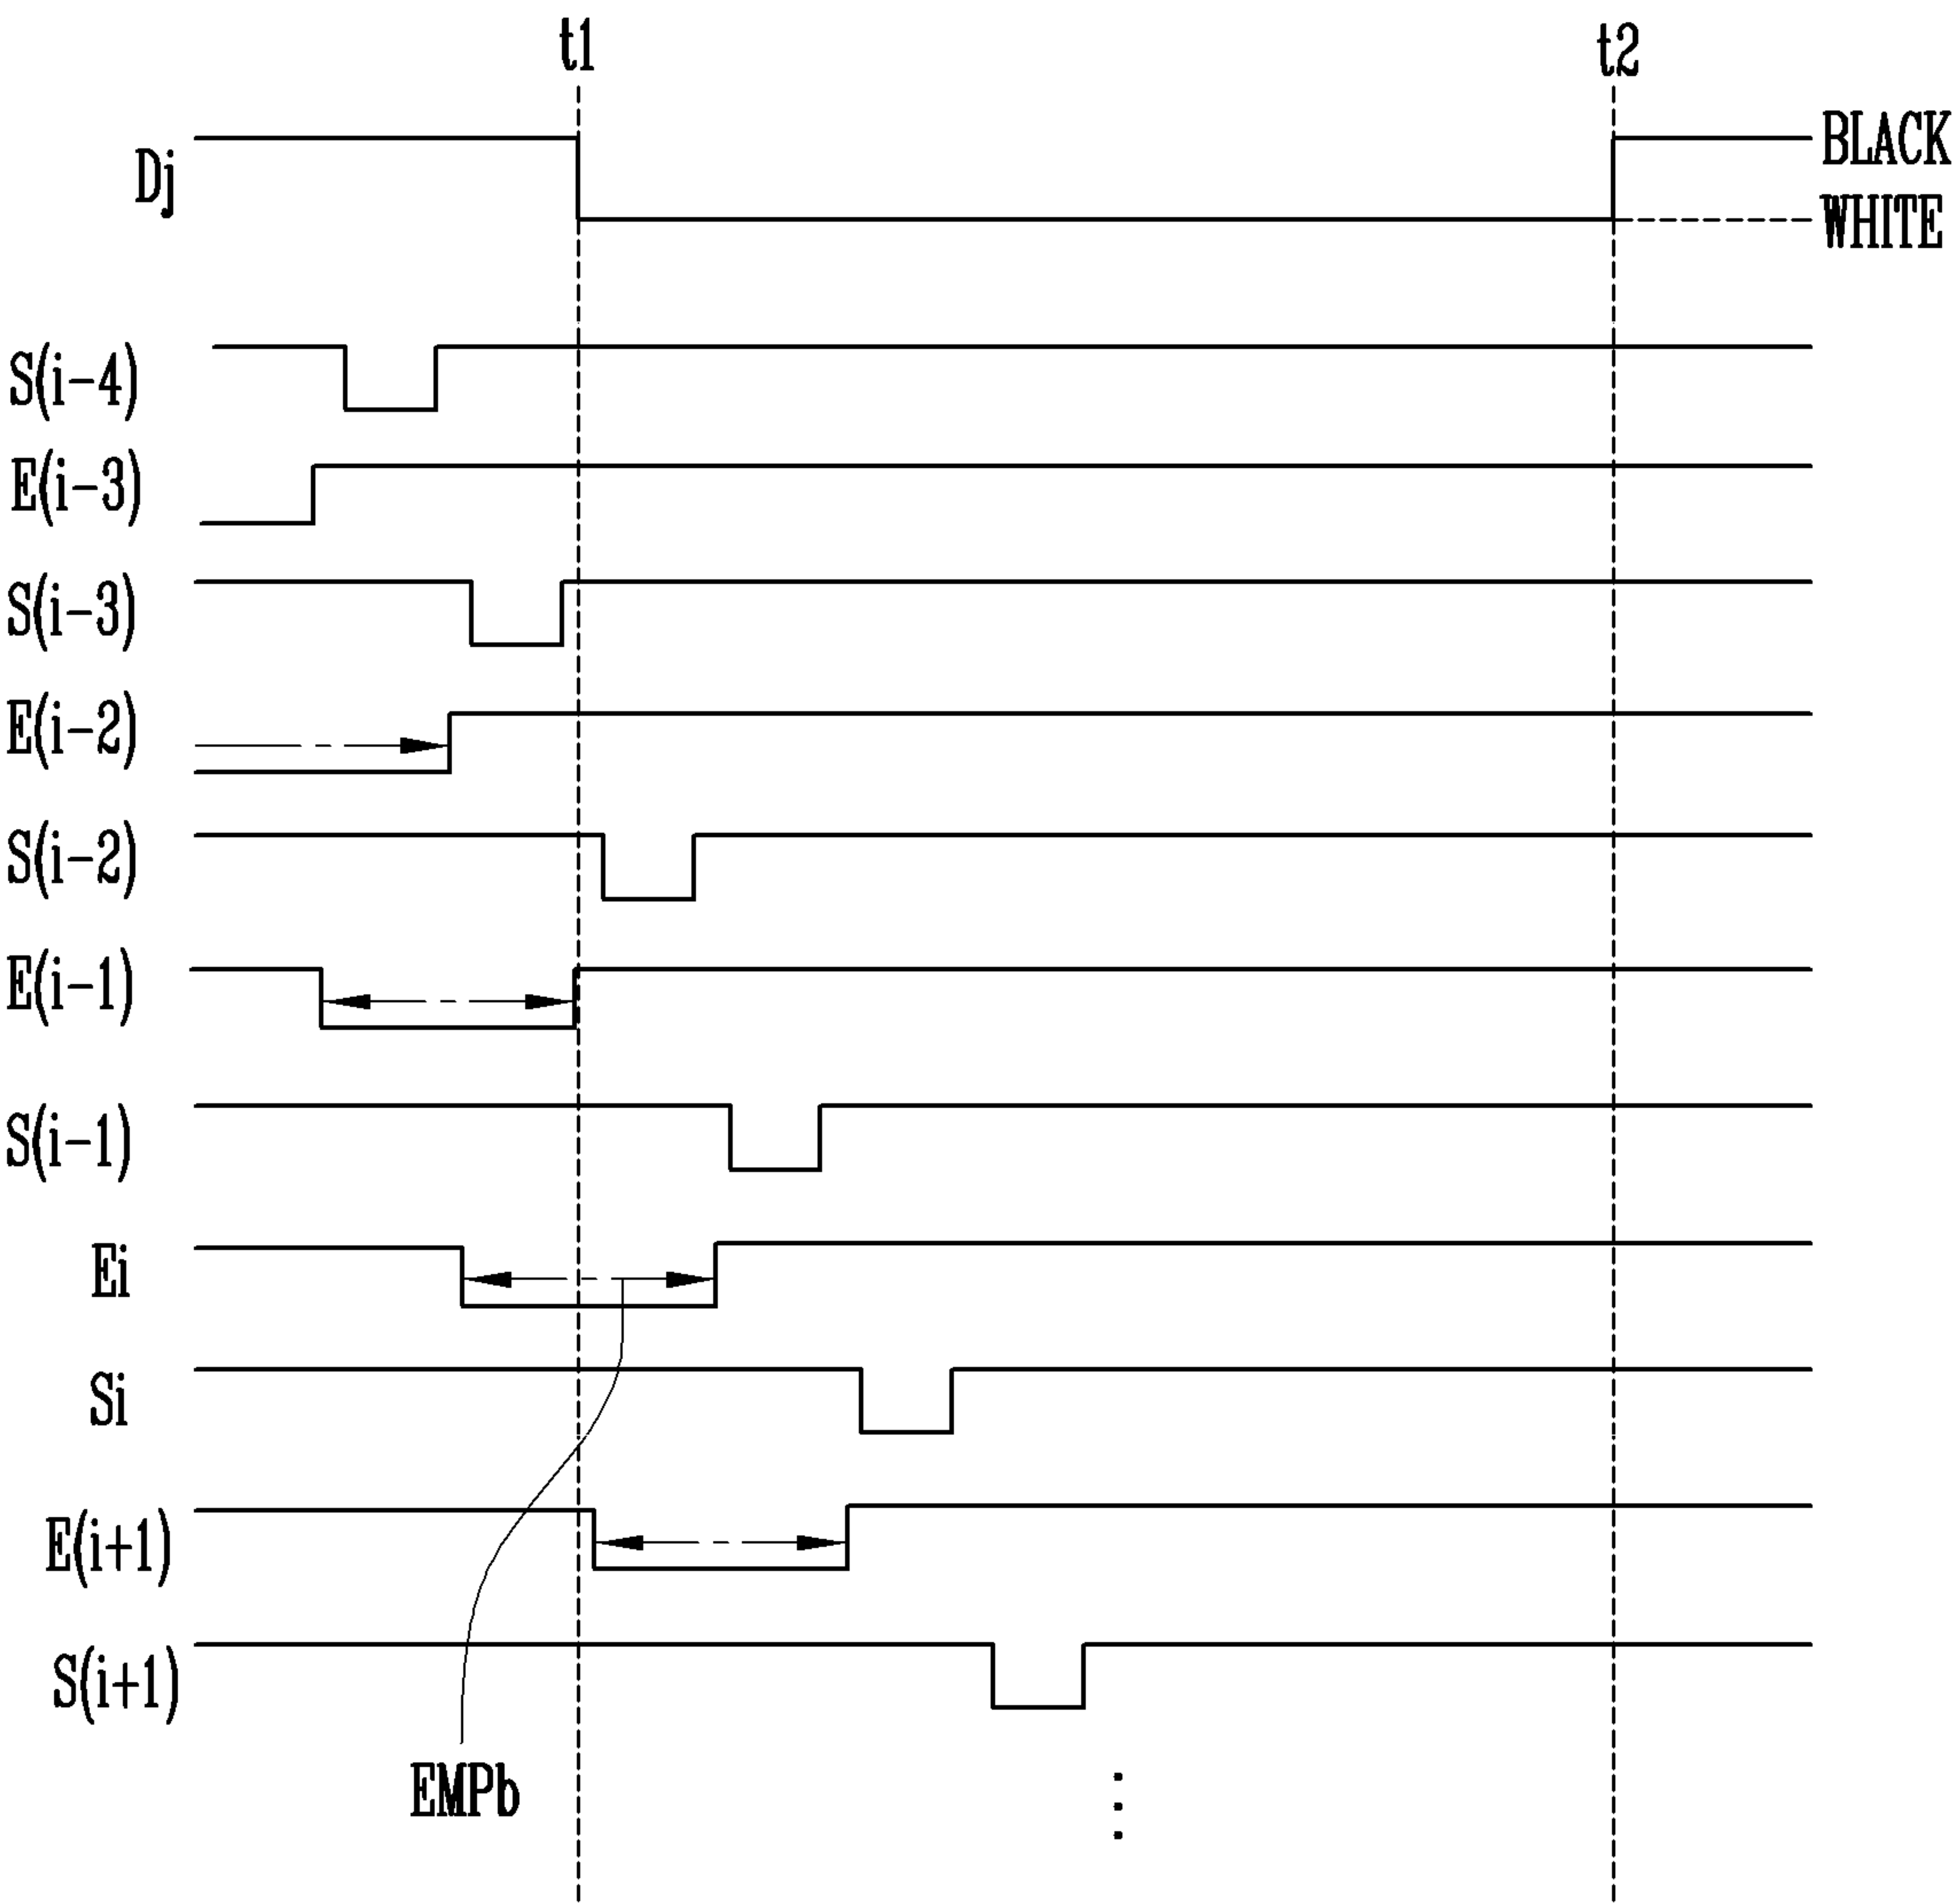 t1
t2
Dj
BLACK
WHITE
S(i-4)
E(i-3)
S(i-3)
E(i-2)
S(i-2)
E(i-1)
S(i-1)
Ei
Si
E(i+1)
S(i+1)
EMPb